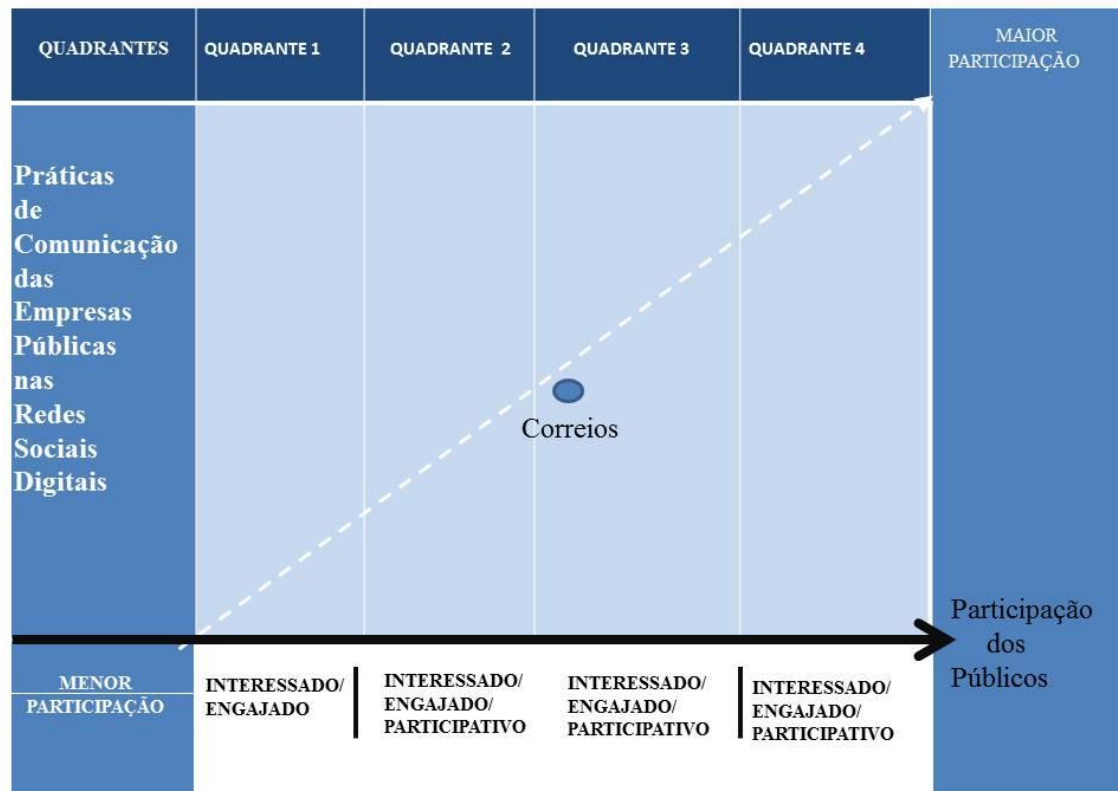 QUADRANTES
QUADRANTE 1
QUADRANTE 2
QUADRANTE 3
QUADRANTE 4
MAIOR
PARTICIPAÇÃO
Práticas
de
Comunicação
das
Empresas
Públicas
nas
Redes
Sociais
Digitais
Correios
Participação
dos
Públicos
MENOR
PARTICIPAÇÃO
INTERESSADO/
ENGAJADO
INTERESSADO/
ENGAJADO/
PARTICIPATIVO
INTERESSADO/
ENGAJADO/
PARTICIPATIVO
INTERESSADO/
ENGAJADO/
PARTICIPATIVO